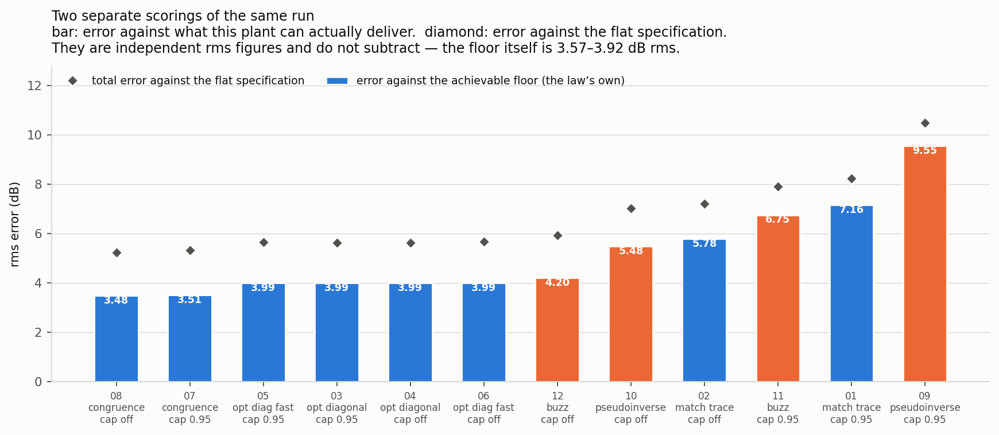 Two separate scorings of the same run
bar: error against what this plant can actually deliver.  diamond: error against the flat specification.
They are independent rms figures and do not subtract — the floor itself is 3.57–3.92 dB rms.
total error against the flat specification
error against the achievable floor (the law’s own)
rms error (dB)
12
10
8
6
4
2
0
3.48
3.51
3.99
3.99
3.99
3.99
4.20
5.48
5.78
6.75
7.16
9.55
08
congruence
cap off
07
congruence
cap 0.95
05
opt diag fast
cap 0.95
03
opt diagonal
cap 0.95
04
opt diagonal
cap off
06
opt diag fast
cap off
12
buzz
cap off
10
pseudoinverse
cap off
02
match trace
cap off
11
buzz
cap 0.95
01
match trace
cap 0.95
09
pseudoinverse
cap 0.95